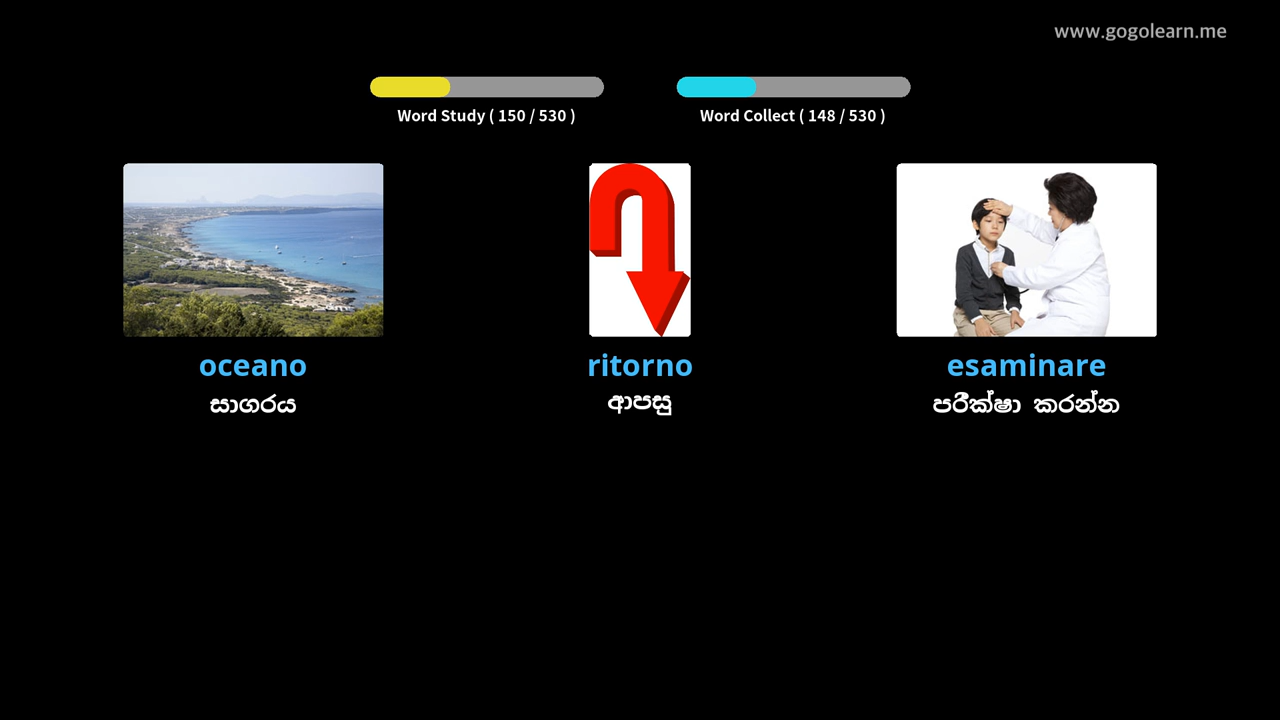 www.gogolearn.me
Word Study ( 150 / 530 )
Word Collect ( 148 / 530 )
oceano
සාගරය
ritorno
ආපසු
esaminare
පරීක්ෂා කරන්න